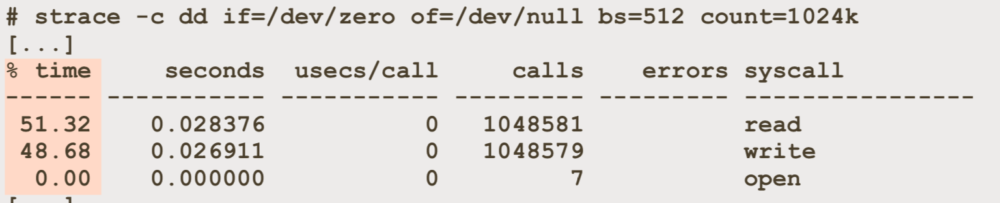 # strace -c dd if=/dev/zero of=/dev/null bs=512 count=1024k
[...]
% time     seconds  usecs/call     calls    errors syscall
------ ----------- ----------- --------- --------- ----------------
 51.32    0.028376           0   1048581           read
 48.68    0.026911           0   1048579           write
  0.00    0.000000           0         7           open